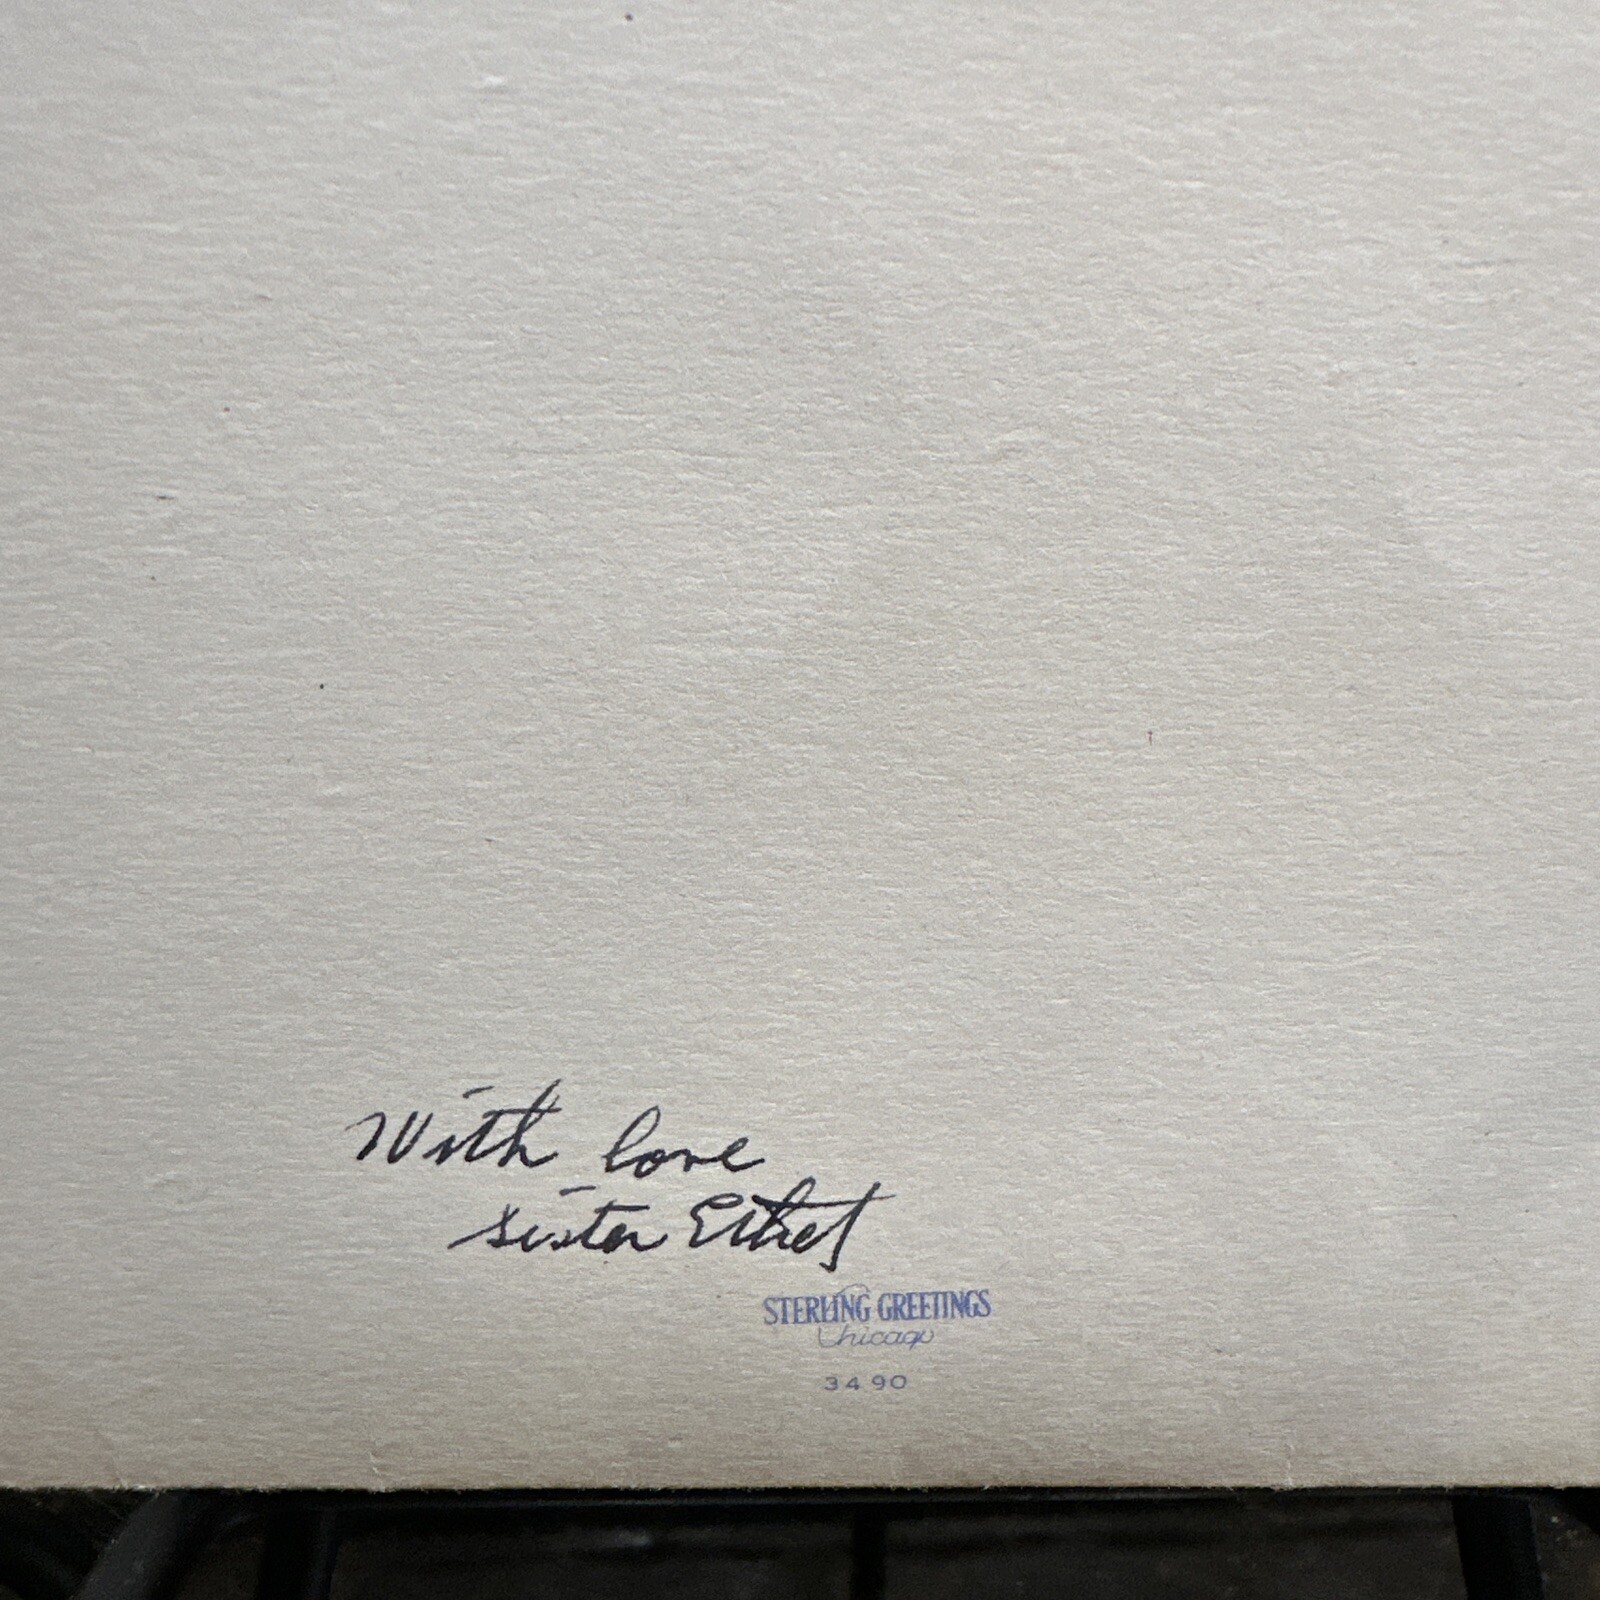 With love
sister Ethel
STERLING GREETINGS
Chicago
3490